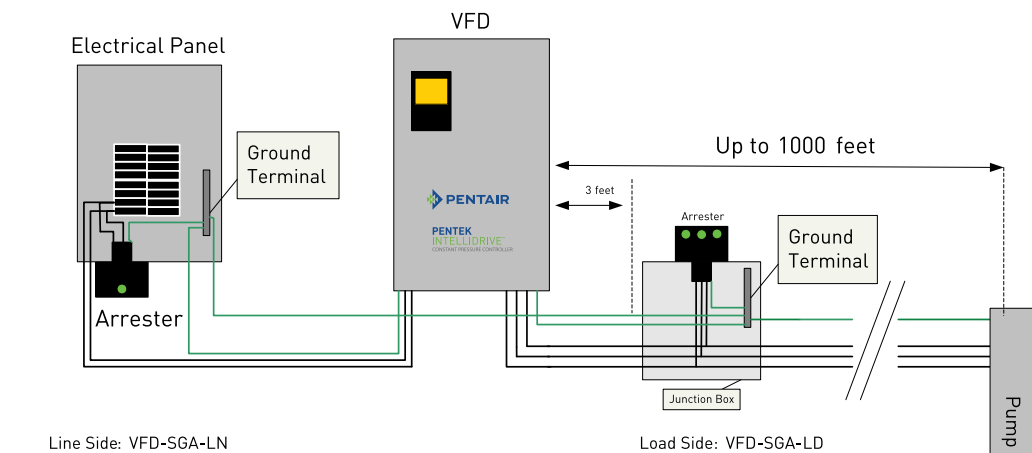 VFD
Electrical Panel
Ground
Terminal
Up to 1000 feet
3 feet
PENTAIR
PENTEK
INTELLIDRIVE™
CONSTANT PRESSURE CONTROLLER
Arrester
Ground
Terminal
Arrester
Junction Box
Pump
Line Side: VFD-SGA-LN
Load Side: VFD-SGA-LD